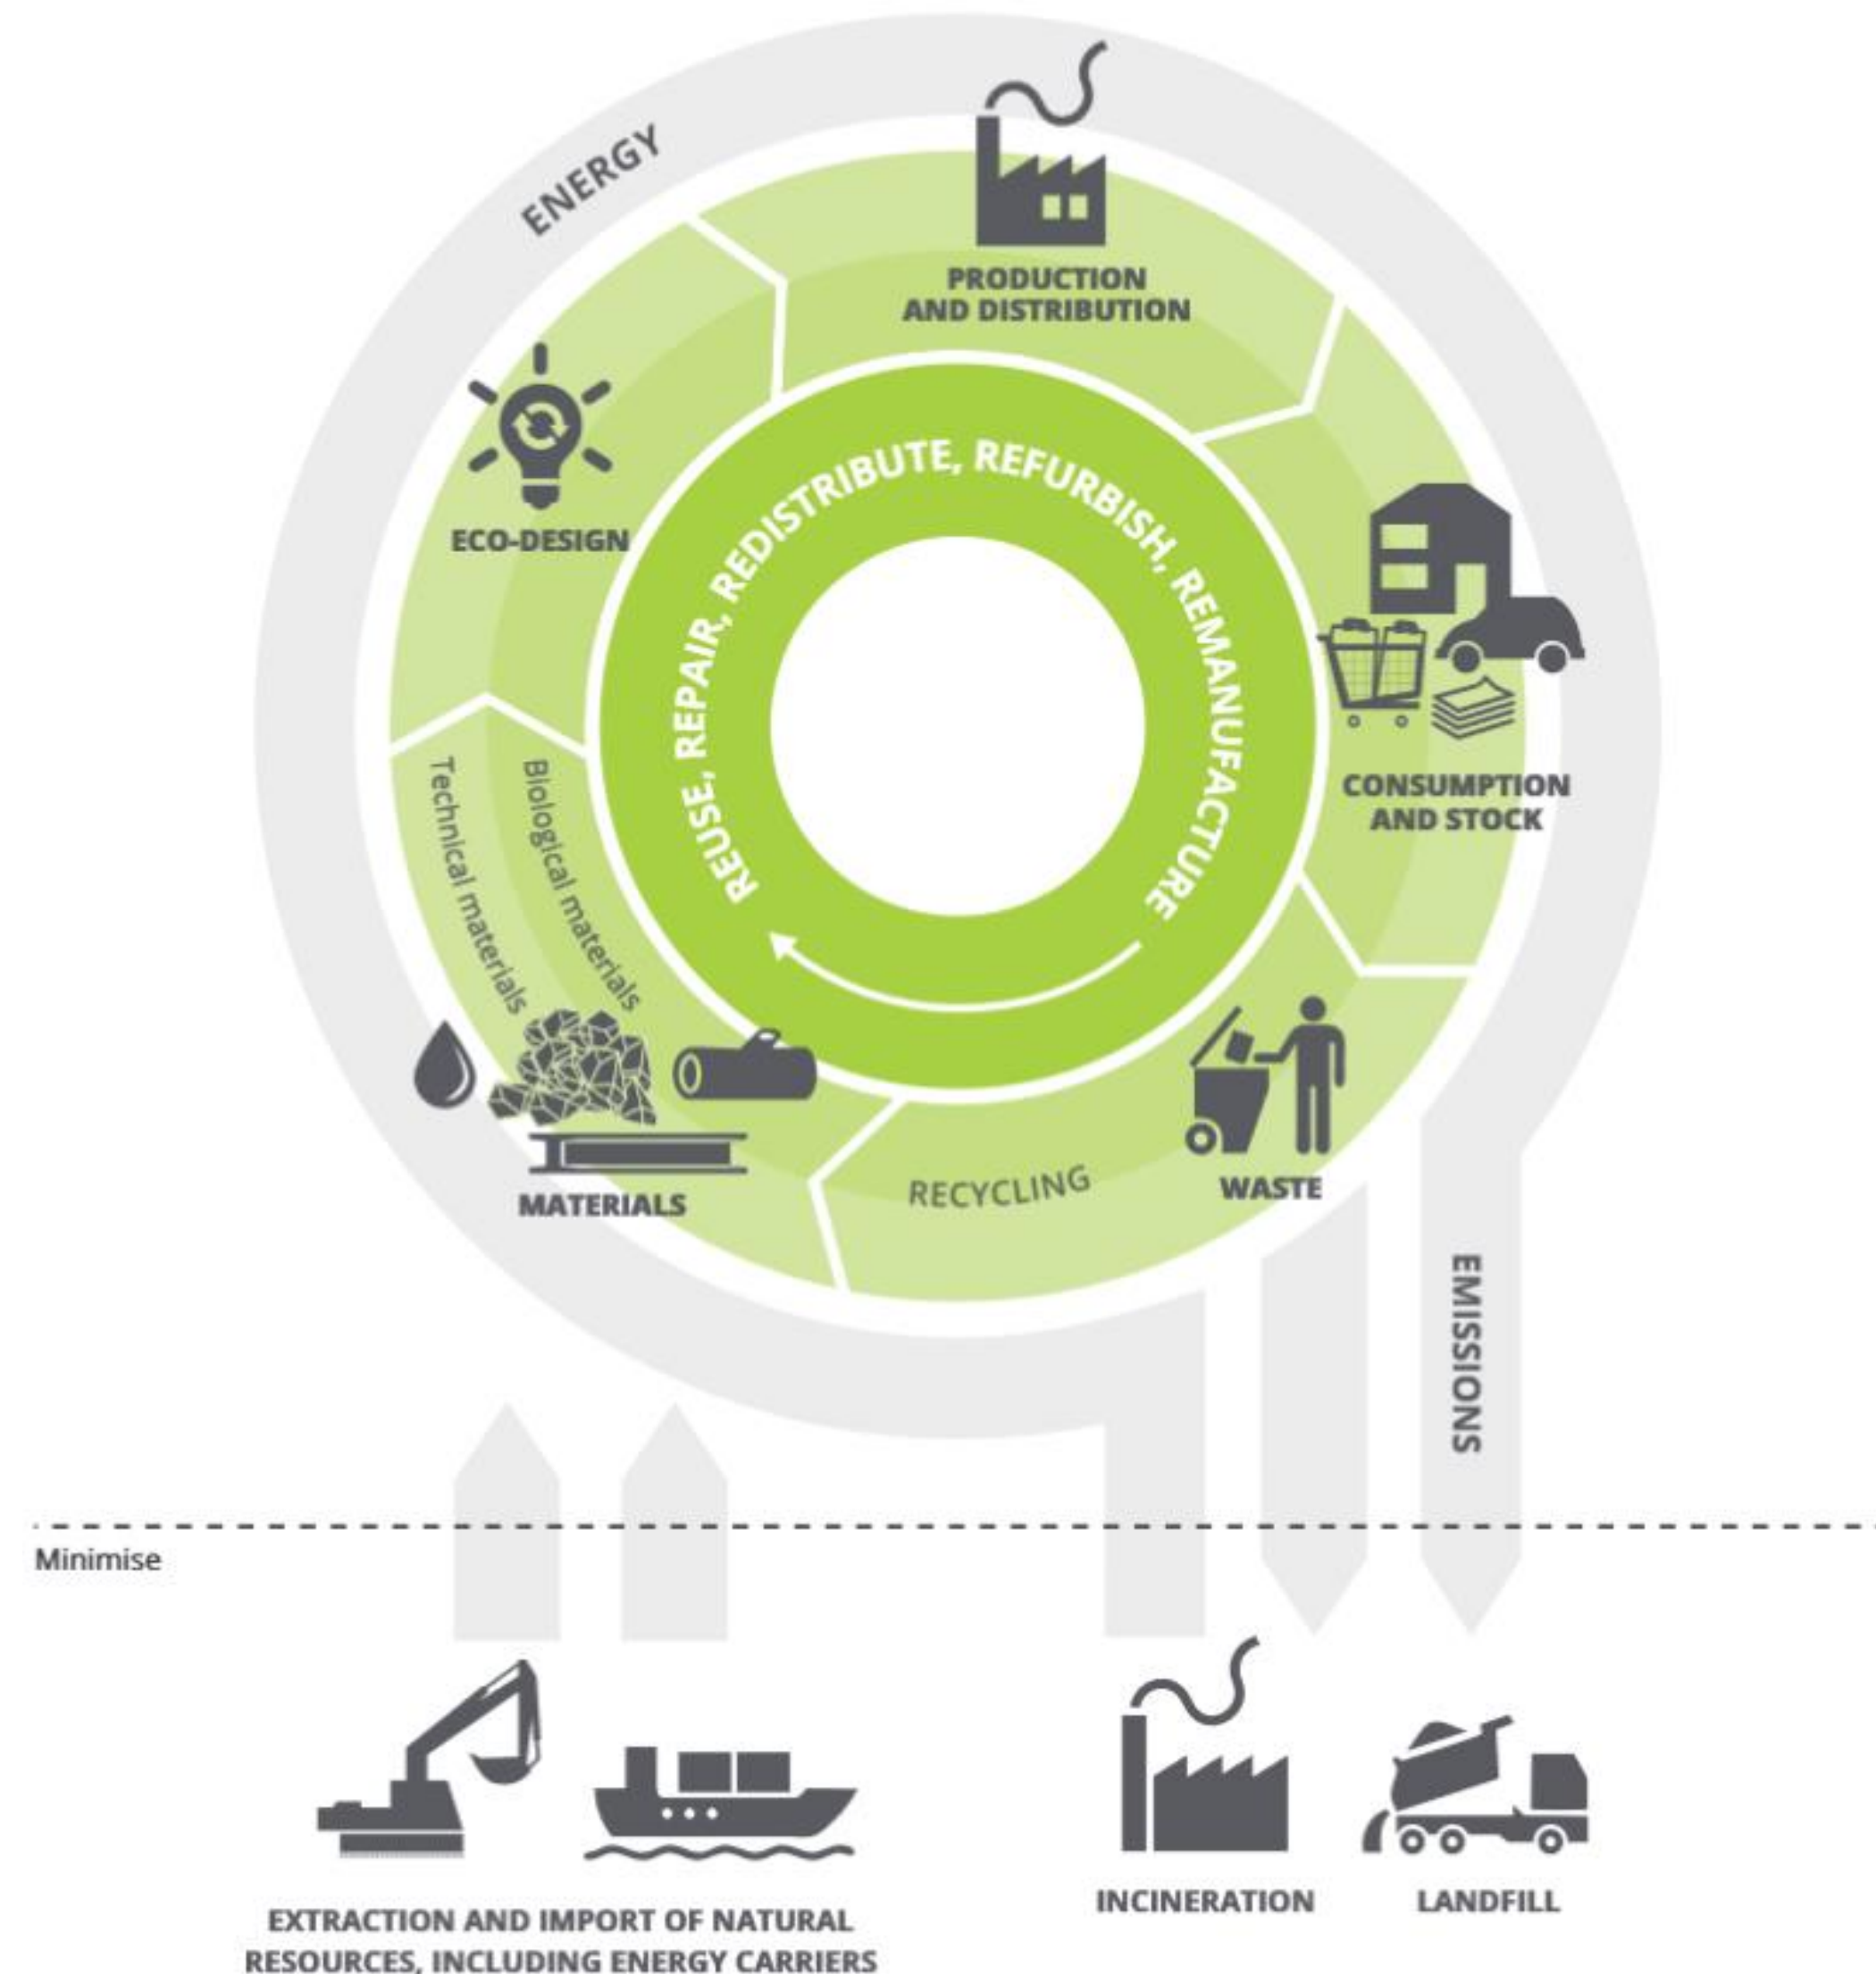 ENERGY
PRODUCTION
AND DISTRIBUTION
ECO-DESIGN
REUSE, REPAIR, REDISTRIBUTE, REFURBISH, REMANUFACTURE
CONSUMPTION
AND STOCK
Technical materials
Biological materials
MATERIALS
RECYCLING
WASTE
EMISSIONS
Minimise
EXTRACTION AND IMPORT OF NATURAL
RESOURCES, INCLUDING ENERGY CARRIERS
INCINERATION
LANDFILL